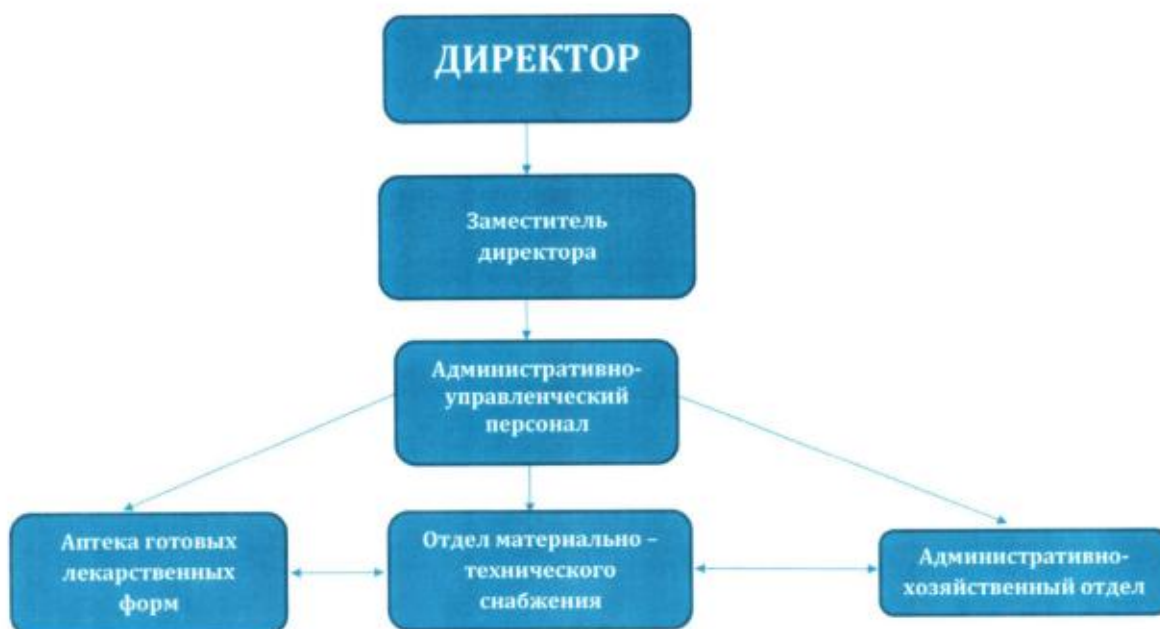 ДИРЕКТОР
Заместитель
директора
Административно-
управленческий
персонал
Аптека готовых
лекарственных
форм
Отдел материально –
технического
снабжения
Административно-
хозяйственный отдел